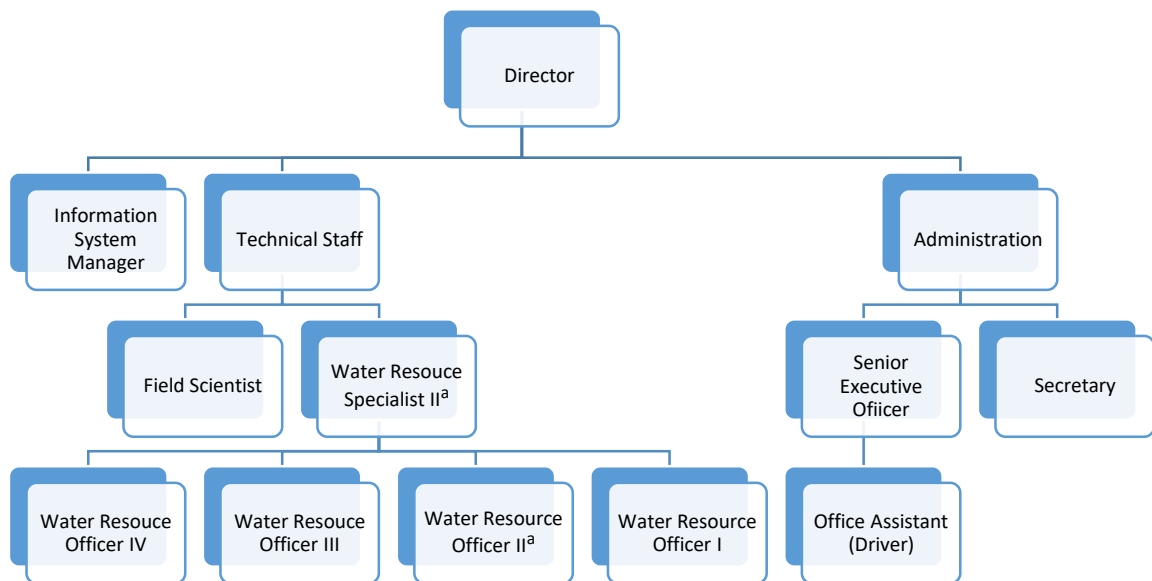 Director
Information
System
Manager
Technical Staff
Administration
Field Scientist
Water Resouce
Specialist IIᵃ
Senior
Executive
Ofiicer
Secretary
Water Resouce
Officer IV
Water Resouce
Officer III
Water Resource
Officer IIᵃ
Water Resource
Officer I
Office Assistant
(Driver)